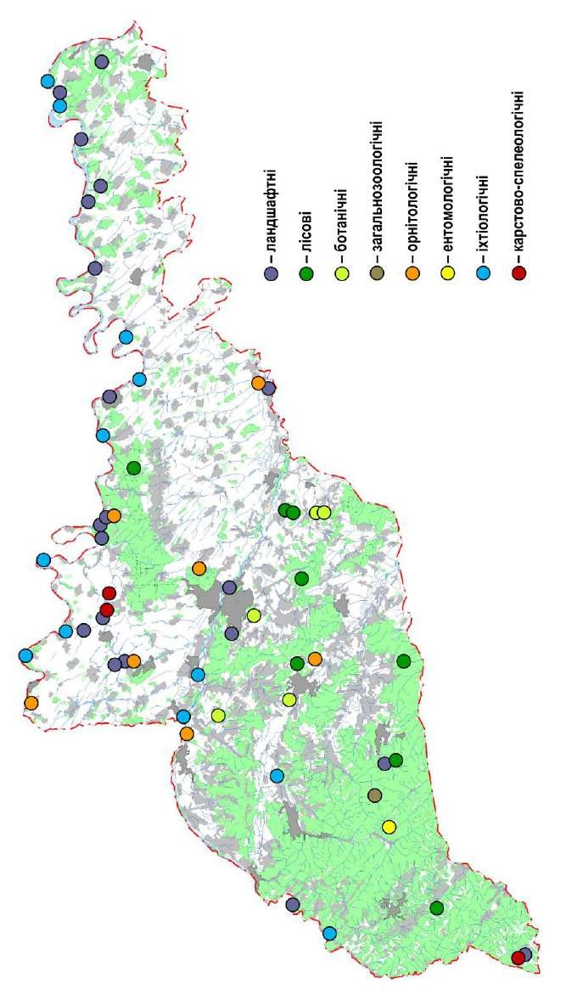 – ландшафтні
– лісові
– ботанічні
– загальнозоологічні
– орнітологічні
– ентомологічні
– іхтіологічні
– карстово-спелеологічні